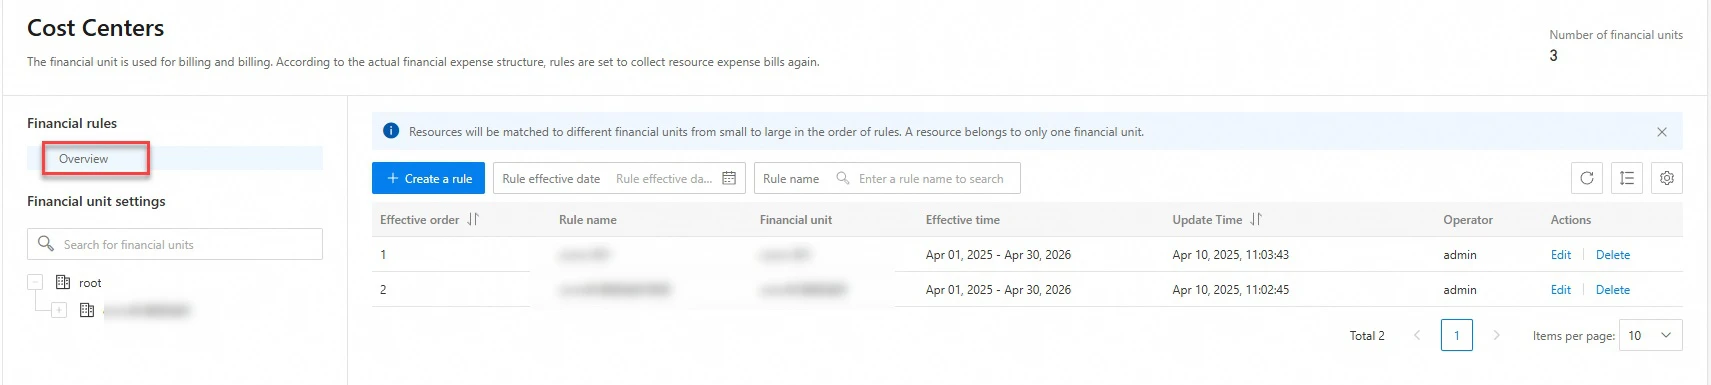 Cost Centers
The financial unit is used for billing and billing. According to the actual financial expense structure, rules are set to collect resource expense bills again.
Number of financial units
3
Financial rules
Overview
Financial unit settings
Search for financial units
root
Resources will be matched to different financial units from small to large in the order of rules. A resource belongs to only one financial unit.
Create a rule Rule effective date Rule effective da... Rule name Enter a rule name to search
Effective order Rule name Financial unit Effective time Update Time Operator Actions
1 Apr 01, 2025 - Apr 30, 2026 Apr 10, 2025, 11:03:43 admin Edit Delete
2 Apr 01, 2025 - Apr 30, 2026 Apr 10, 2025, 11:02:45 admin Edit Delete
Total 2 1 Items per page: 10